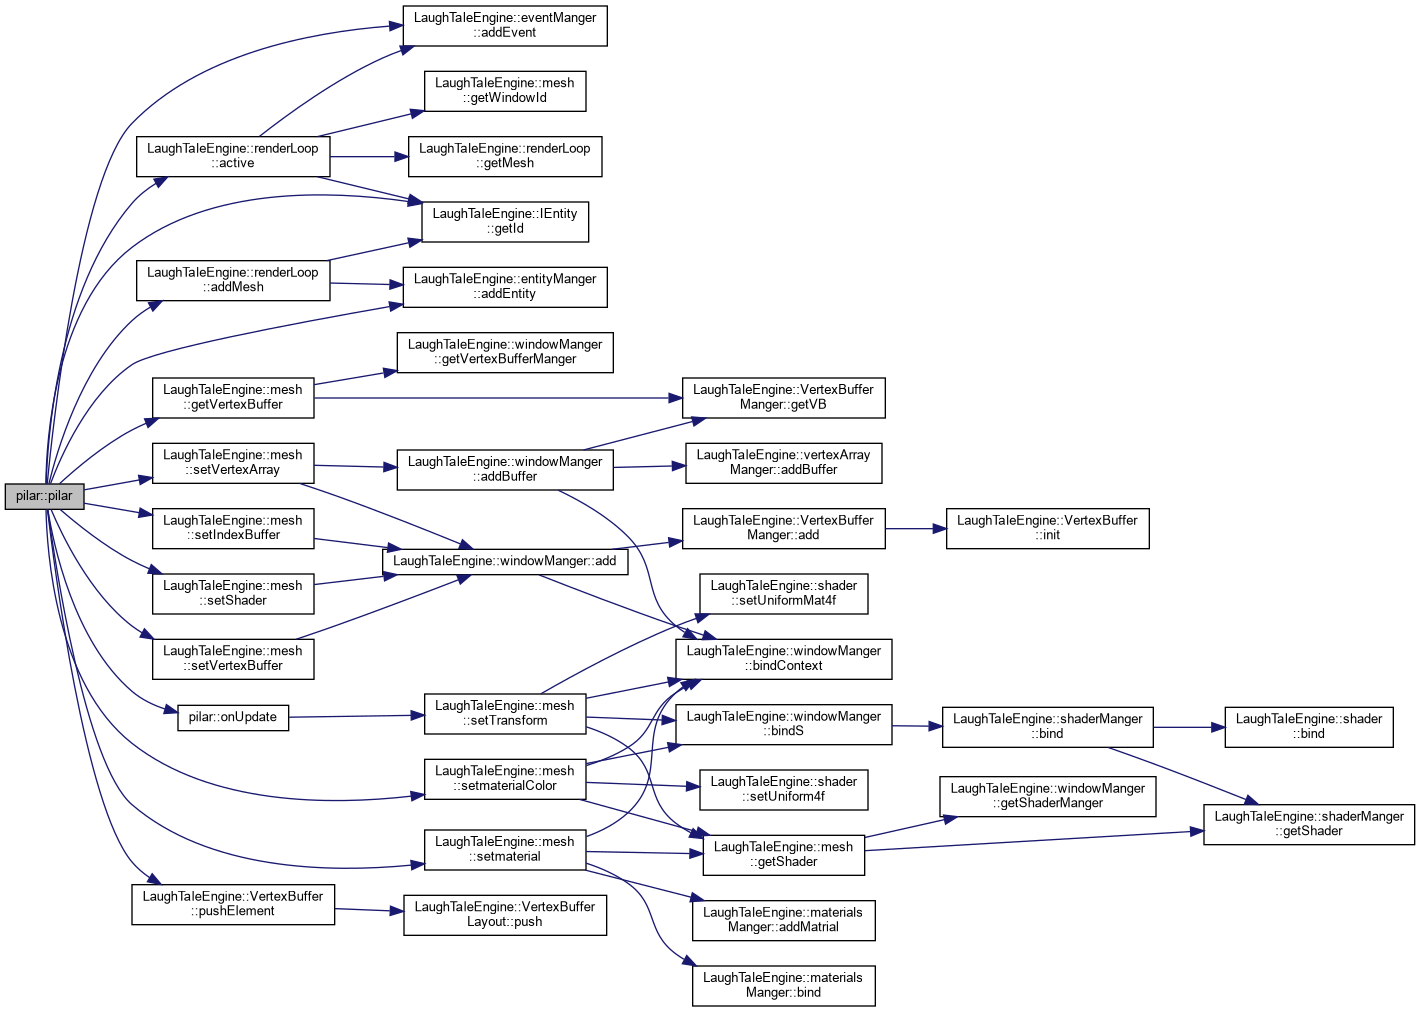 LaughTaleEngine::eventManger
::addEvent
LaughTaleEngine::mesh
::getWindowId
LaughTaleEngine::renderLoop
::active
LaughTaleEngine::renderLoop
::getMesh
LaughTaleEngine::IEntity
::getId
LaughTaleEngine::renderLoop
::addMesh
LaughTaleEngine::entityManger
::addEntity
LaughTaleEngine::windowManger
::getVertexBufferManger
LaughTaleEngine::mesh
::getVertexBuffer
LaughTaleEngine::VertexBuffer
Manger::getVB
LaughTaleEngine::mesh
::setVertexArray
LaughTaleEngine::windowManger
::addBuffer
LaughTaleEngine::vertexArray
Manger::addBuffer
pilar::pilar
LaughTaleEngine::mesh
::setIndexBuffer
LaughTaleEngine::windowManger::add
LaughTaleEngine::VertexBuffer
Manger::add
LaughTaleEngine::VertexBuffer
::init
LaughTaleEngine::mesh
::setShader
LaughTaleEngine::shader
::setUniformMat4f
LaughTaleEngine::mesh
::setVertexBuffer
LaughTaleEngine::windowManger
::bindContext
pilar::onUpdate
LaughTaleEngine::mesh
::setTransform
LaughTaleEngine::windowManger
::bindS
LaughTaleEngine::shaderManger
::bind
LaughTaleEngine::shader
::bind
LaughTaleEngine::mesh
::setmaterialColor
LaughTaleEngine::shader
::setUniform4f
LaughTaleEngine::windowManger
::getShaderManger
LaughTaleEngine::shaderManger
::getShader
LaughTaleEngine::mesh
::setmaterial
LaughTaleEngine::mesh
::getShader
LaughTaleEngine::VertexBuffer
::pushElement
LaughTaleEngine::VertexBuffer
Layout::push
LaughTaleEngine::materials
Manger::addMatrial
LaughTaleEngine::materials
Manger::bind